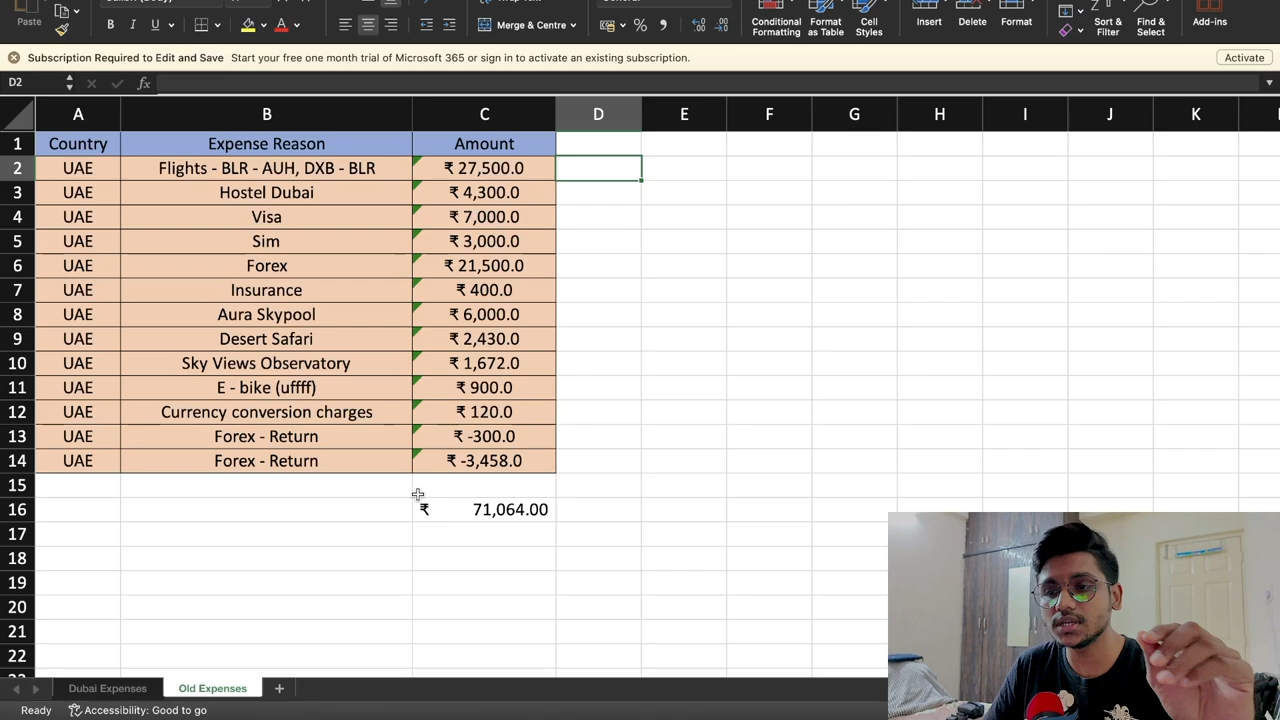 Paste
B I U
A
Merge & Centre
%
Conditional Formatting
Format as Table
Cell Styles
Insert
Delete
Format
Sort & Filter
Find & Select
Add-ins
Subscription Required to Edit and Save Start your free one month trial of Microsoft 365 or sign in to activate an existing subscription. Activate
D2 fx
A B C D E F G H I J K
1 Country Expense Reason Amount
2 UAE Flights - BLR - AUH, DXB - BLR ₹ 27,500.0
3 UAE Hostel Dubai ₹ 4,300.0
4 UAE Visa ₹ 7,000.0
5 UAE Sim ₹ 3,000.0
6 UAE Forex ₹ 21,500.0
7 UAE Insurance ₹ 400.0
8 UAE Aura Skypool ₹ 6,000.0
9 UAE Desert Safari ₹ 2,430.0
10 UAE Sky Views Observatory ₹ 1,672.0
11 UAE E - bike (uffff) ₹ 900.0
12 UAE Currency conversion charges ₹ 120.0
13 UAE Forex - Return ₹ -300.0
14 UAE Forex - Return ₹ -3,458.0
15
16 ₹ 71,064.00
17
18
19
20
21
22
Dubai Expenses Old Expenses +
Ready Accessibility: Good to go